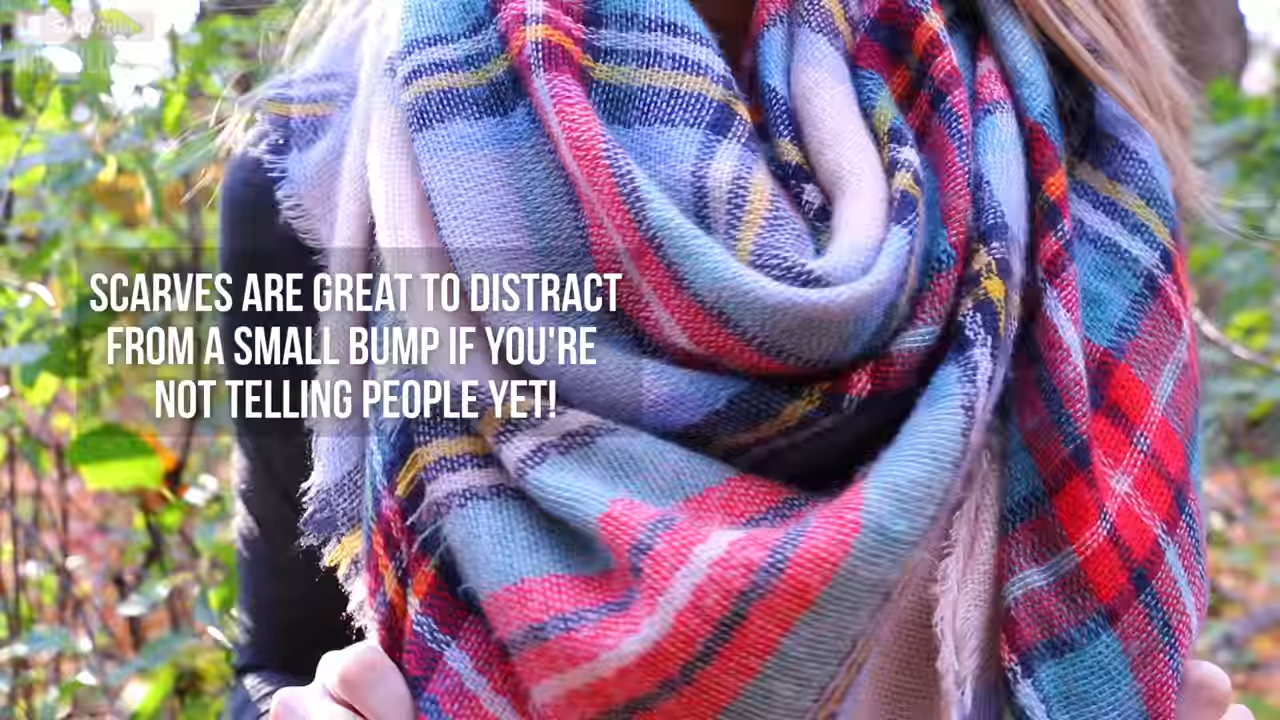 SCARVES ARE GREAT TO DISTRACT
FROM A SMALL BUMP IF YOU'RE
NOT TELLING PEOPLE YET!